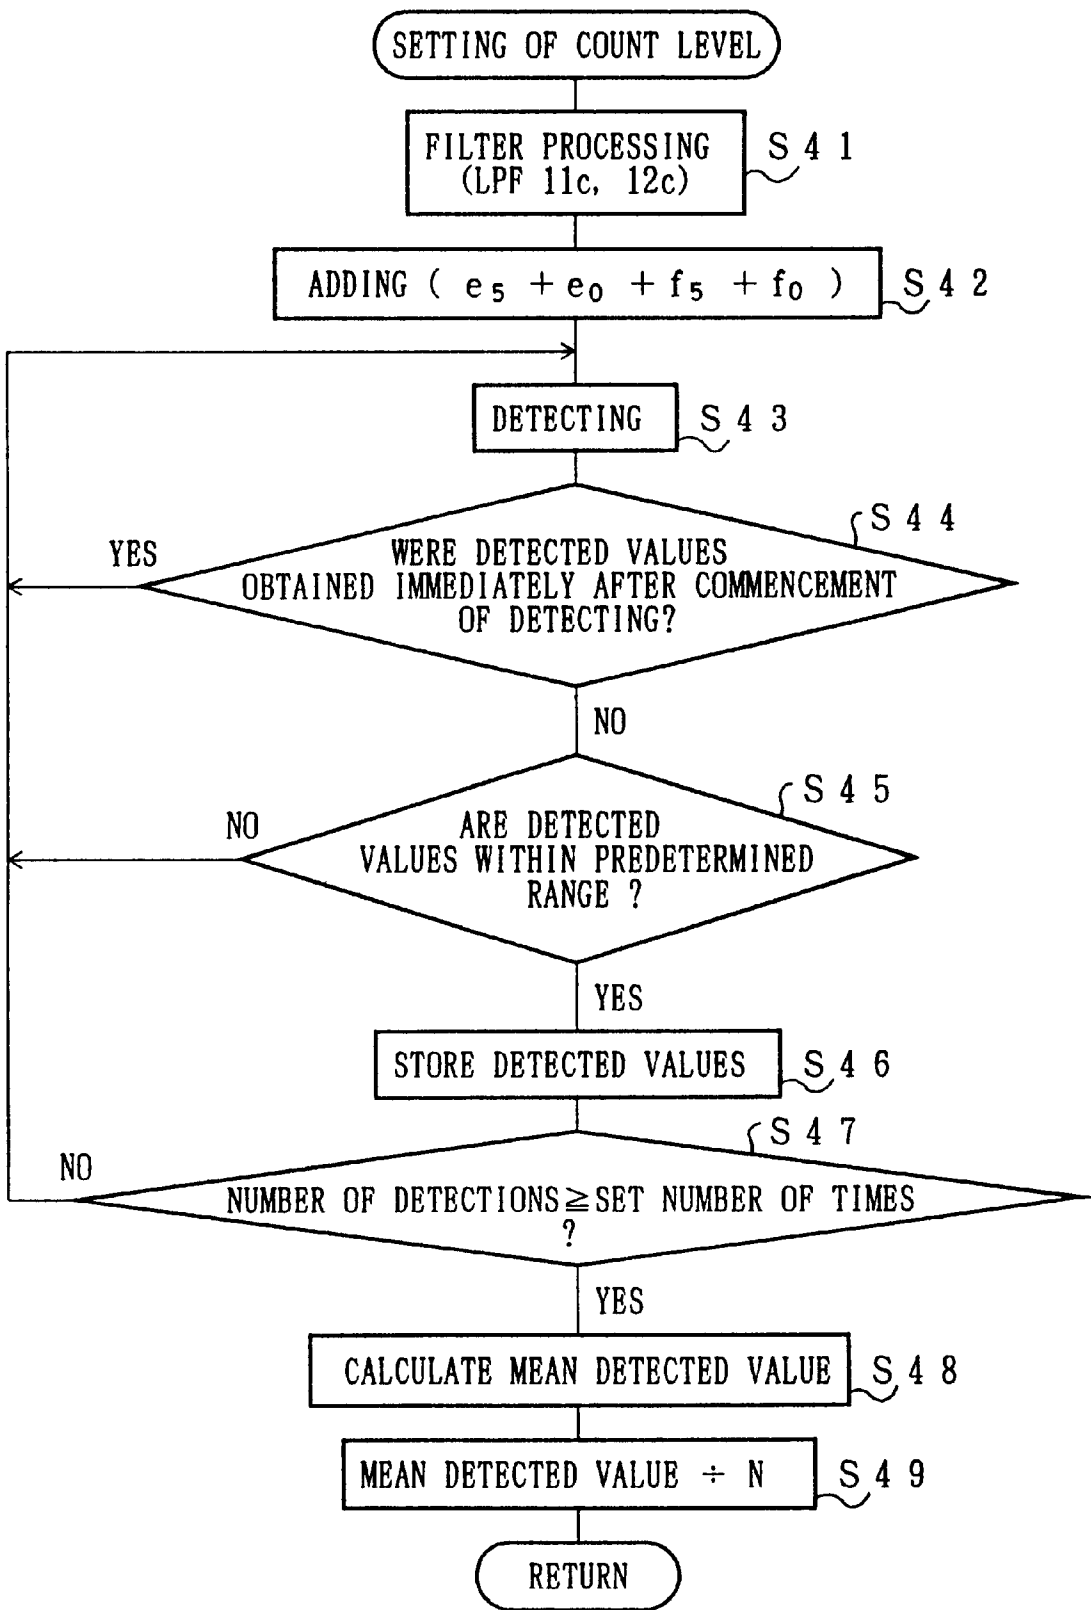 SETTING OF COUNT LEVEL
FILTER PROCESSING
(LPF 11c, 12c)
S41
ADDING ( e5 + e0 + f5 + f0 )
S42
DETECTING
S43
S44
YES
WERE DETECTED VALUES
OBTAINED IMMEDIATELY AFTER COMMENCEMENT
OF DETECTING?
NO
S45
NO
ARE DETECTED
VALUES WITHIN PREDETERMINED
RANGE ?
YES
STORE DETECTED VALUES
S46
S47
NO
NUMBER OF DETECTIONS≧SET NUMBER OF TIMES
?
YES
CALCULATE MEAN DETECTED VALUE
S48
MEAN DETECTED VALUE ÷ N
S49
RETURN